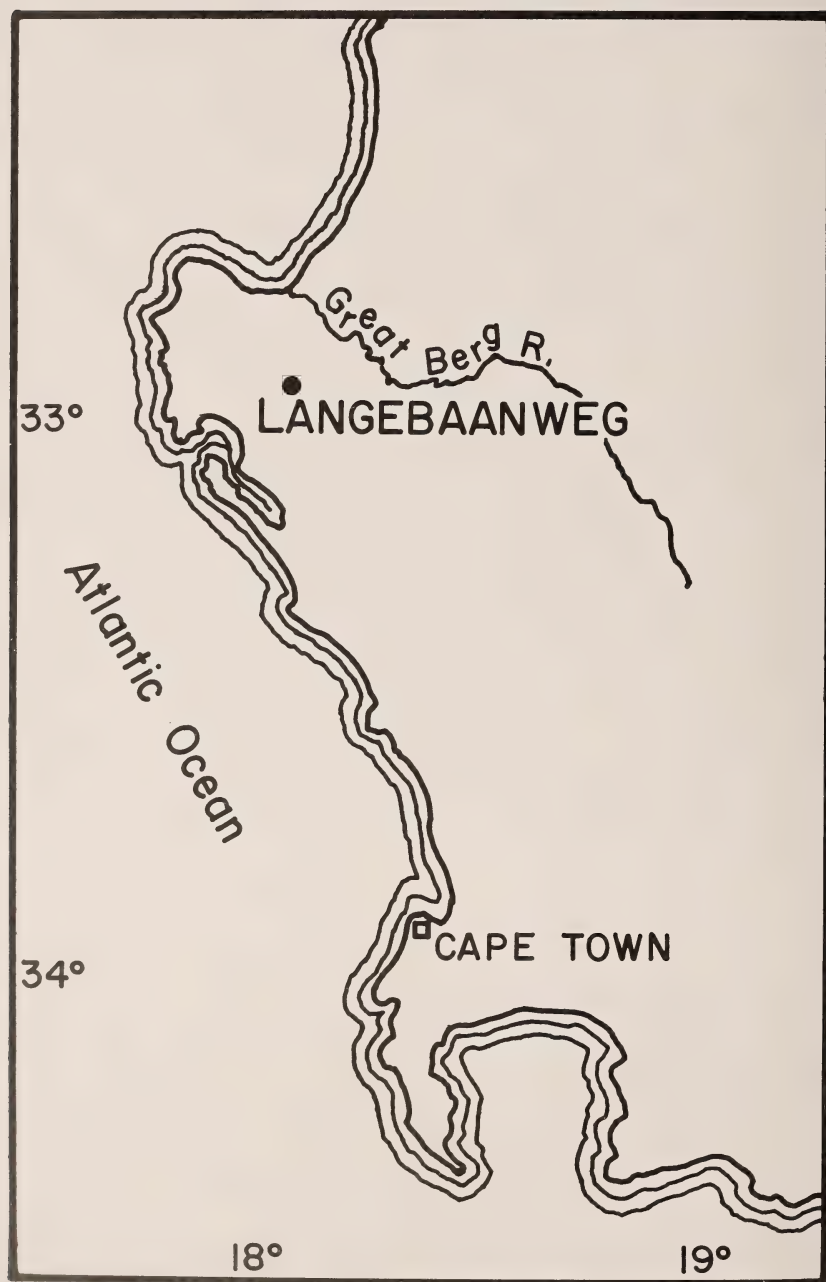 Great Berg R.
LANGEBAANWEG
33°
Atlantic Ocean
CAPE TOWN
34°
18°
19°